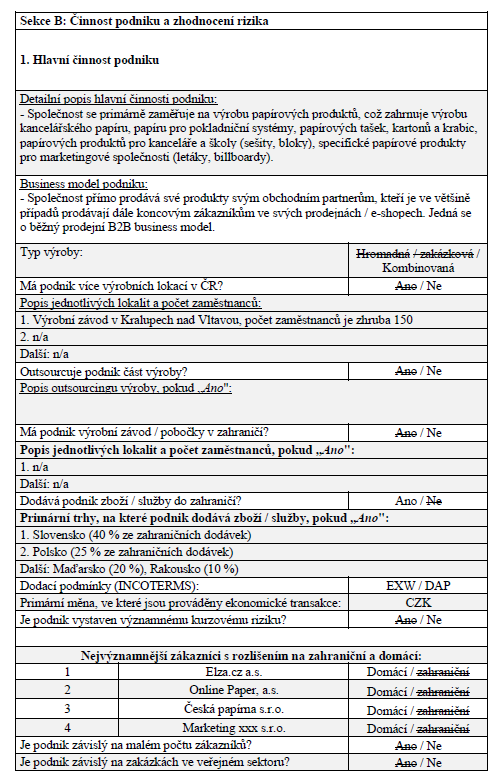 Sekce B: Činnost podniku a zhodnocení rizika
1. Hlavní činnost podniku
Detailní popis hlavní činnosti podniku:
- Společnost se primárně zaměřuje na výrobu papírových produktů, což zahrnuje výrobu
kancelářského papíru, papíru pro pokladniční systémy, papírových tašek, kartonů a krabic,
papírových produktů pro kanceláře a školy (sešity, bloky), specifické papírové produkty
pro marketingové společnosti (letáky, billboardy).
Business model podniku:
- Společnost přímo prodává své produkty svým obchodním partnerům, kteří je ve většině
případů prodávají dále koncovým zákazníkům ve svých prodejnách / e-shopech. Jedná se
o běžný prodejní B2B business model.
Typ výroby: Hromadná / zakázková /
Kombinovaná
Má podnik více výrobních lokací v ČR? Ano / Ne
Popis jednotlivých lokalit a počet zaměstnanců:
1. Výrobní závod v Kralupech nad Vltavou, počet zaměstnanců je zhruba 150
2. n/a
Další: n/a
Outsourcuje podnik část výroby? Ano / Ne
Popis outsourcingu výroby, pokud „Ano":
Má podnik výrobní závod / pobočky v zahraničí? Ano / Ne
Popis jednotlivých lokalit a počet zaměstnanců, pokud „Ano":
1. n/a
Další: n/a
Dodává podnik zboží / služby do zahraničí? Ano / Ne
Primární trhy, na které podnik dodává zboží / služby, pokud „Ano":
1. Slovensko (40 % ze zahraničních dodávek)
2. Polsko (25 % ze zahraničních dodávek)
Další: Maďarsko (20 %), Rakousko (10 %)
Dodací podmínky (INCOTERMS): EXW / DAP
Primární měna, ve které jsou prováděny ekonomické transakce: CZK
Je podnik vystaven významnému kurzovému riziku? Ano / Ne
Nejvýznamnější zákazníci s rozlišením na zahraniční a domácí:
1 Elza.cz a.s. Domácí / zahraniční
2 Online Paper, a.s. Domácí / zahraniční
3 Česká papírna s.r.o. Domácí / zahraniční
4 Marketing xxx s.r.o. Domácí / zahraniční
Je podnik závislý na malém počtu zákazníků? Ano / Ne
Je podnik závislý na zakázkách ve veřejném sektoru? Ano / Ne